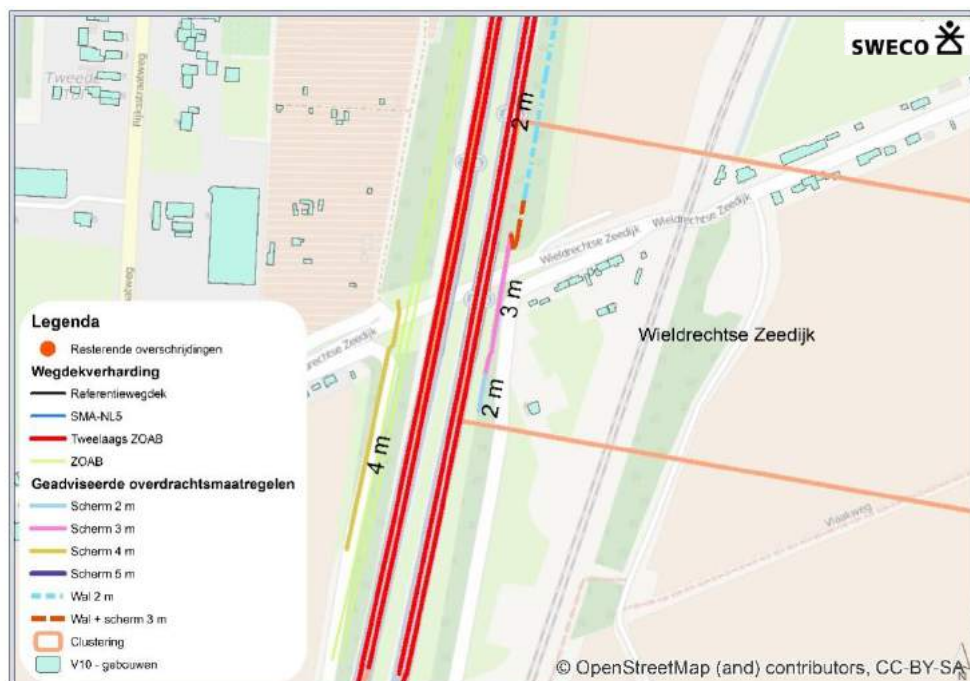 SWECO
Tweede
Tol
Rijksstraatweg
2 m
Wieldrechtse Zeedijk
Wieldrechtse Zeedijk
3 m
Wieldrechtse Zeedijk
2 m
4 m
Vlaakweg
Legenda
Resterende overschrijdingen
Wegdekverharding
Referentiewegdek
SMA-NL5
Tweelaags ZOAB
ZOAB
Geadviseerde overdrachtsmaatregelen
Scherm 2 m
Scherm 3 m
Scherm 4 m
Scherm 5 m
Wal 2 m
Wal + scherm 3 m
Clustering
V10 - gebouwen
© OpenStreetMap (and) contributors, CC-BY-SA
N